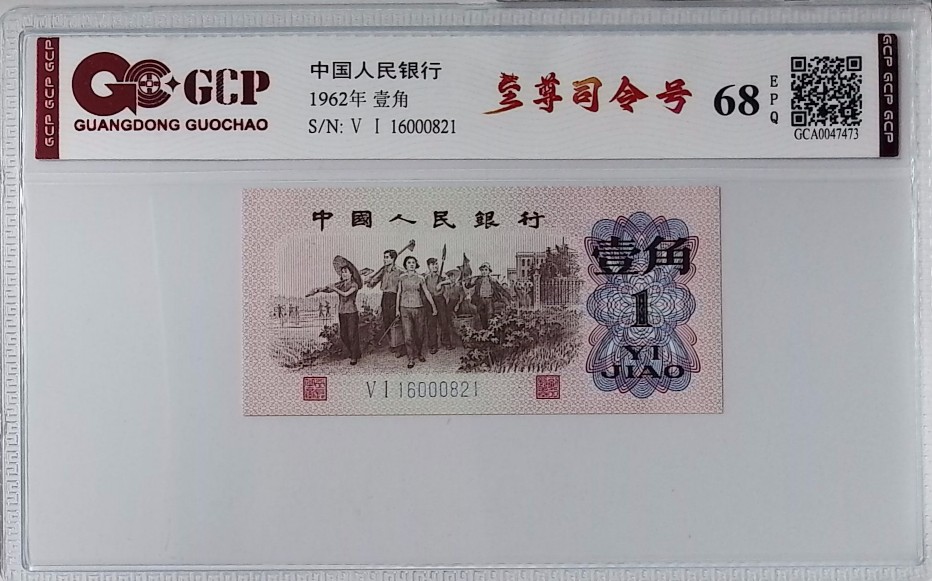 GCP GCP GCP
GCP
GUANGDONG GUOCHAO
中国人民银行
1962年 壹角
S/N: V I 16000821
至尊司令号
68
EPQ
GCA0047473
GCP GCP GCP
中國人民銀行
壹角
1
YI
JIAO
V I 16000821